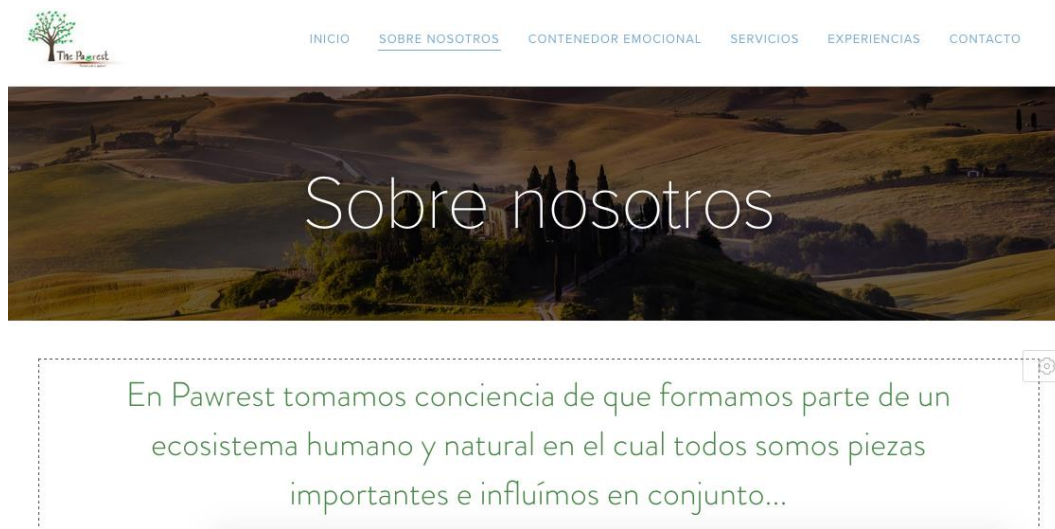 The Pawrest
INICIO SOBRE NOSOTROS CONTENEDOR EMOCIONAL SERVICIOS EXPERIENCIAS CONTACTO
Sobre nosotros
En Pawrest tomamos conciencia de que formamos parte de un
ecosistema humano y natural en el cual todos somos piezas
importantes e influímos en conjunto...